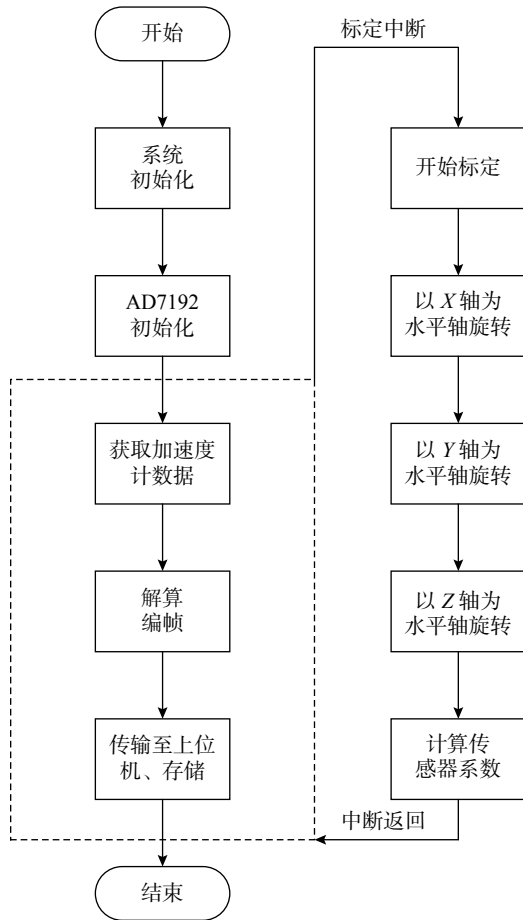 开始
系统
初始化
AD7192
初始化
获取加速度
计数据
解算
编帧
传输至上位
机、存储
结束
标定中断
开始标定
以 X 轴为
水平轴旋转
以 Y 轴为
水平轴旋转
以 Z 轴为
水平轴旋转
计算传
感器系数
中断返回